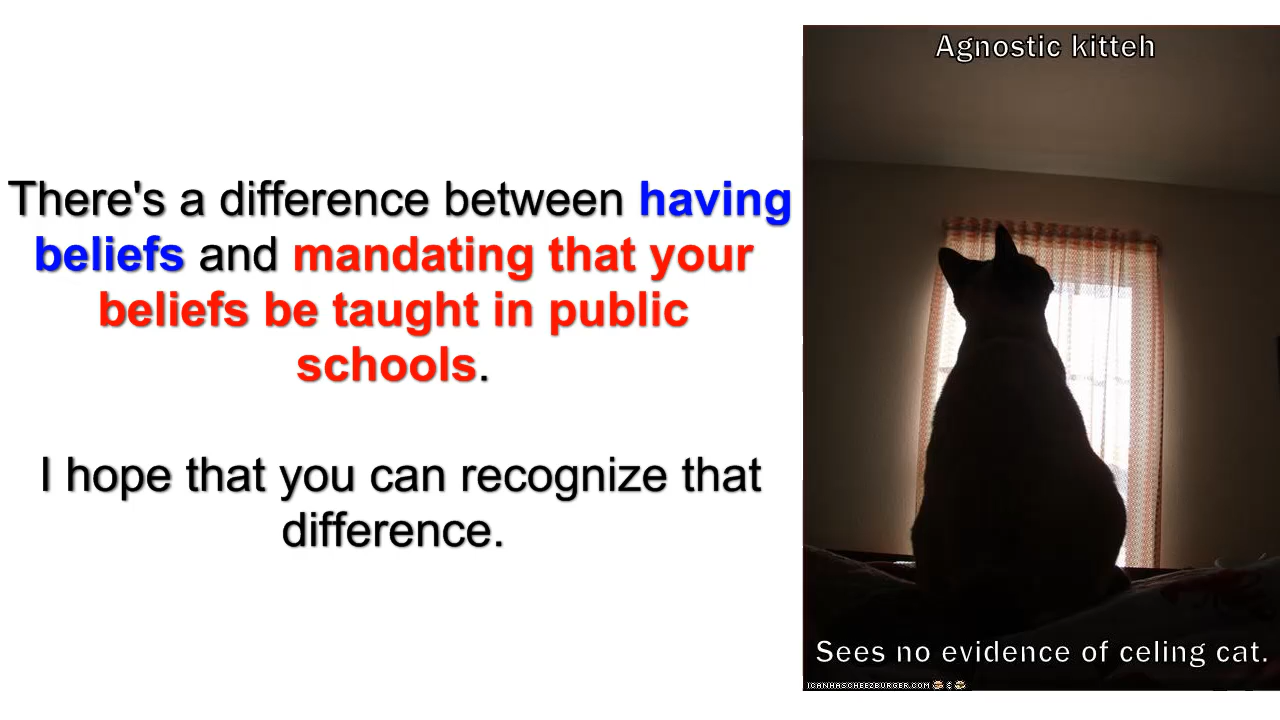 There's a difference between having
beliefs and mandating that your
beliefs be taught in public
schools.
I hope that you can recognize that
difference.
Agnostic kitteh
Sees no evidence of celing cat.
ICANHASCHEEZBURGER.COM